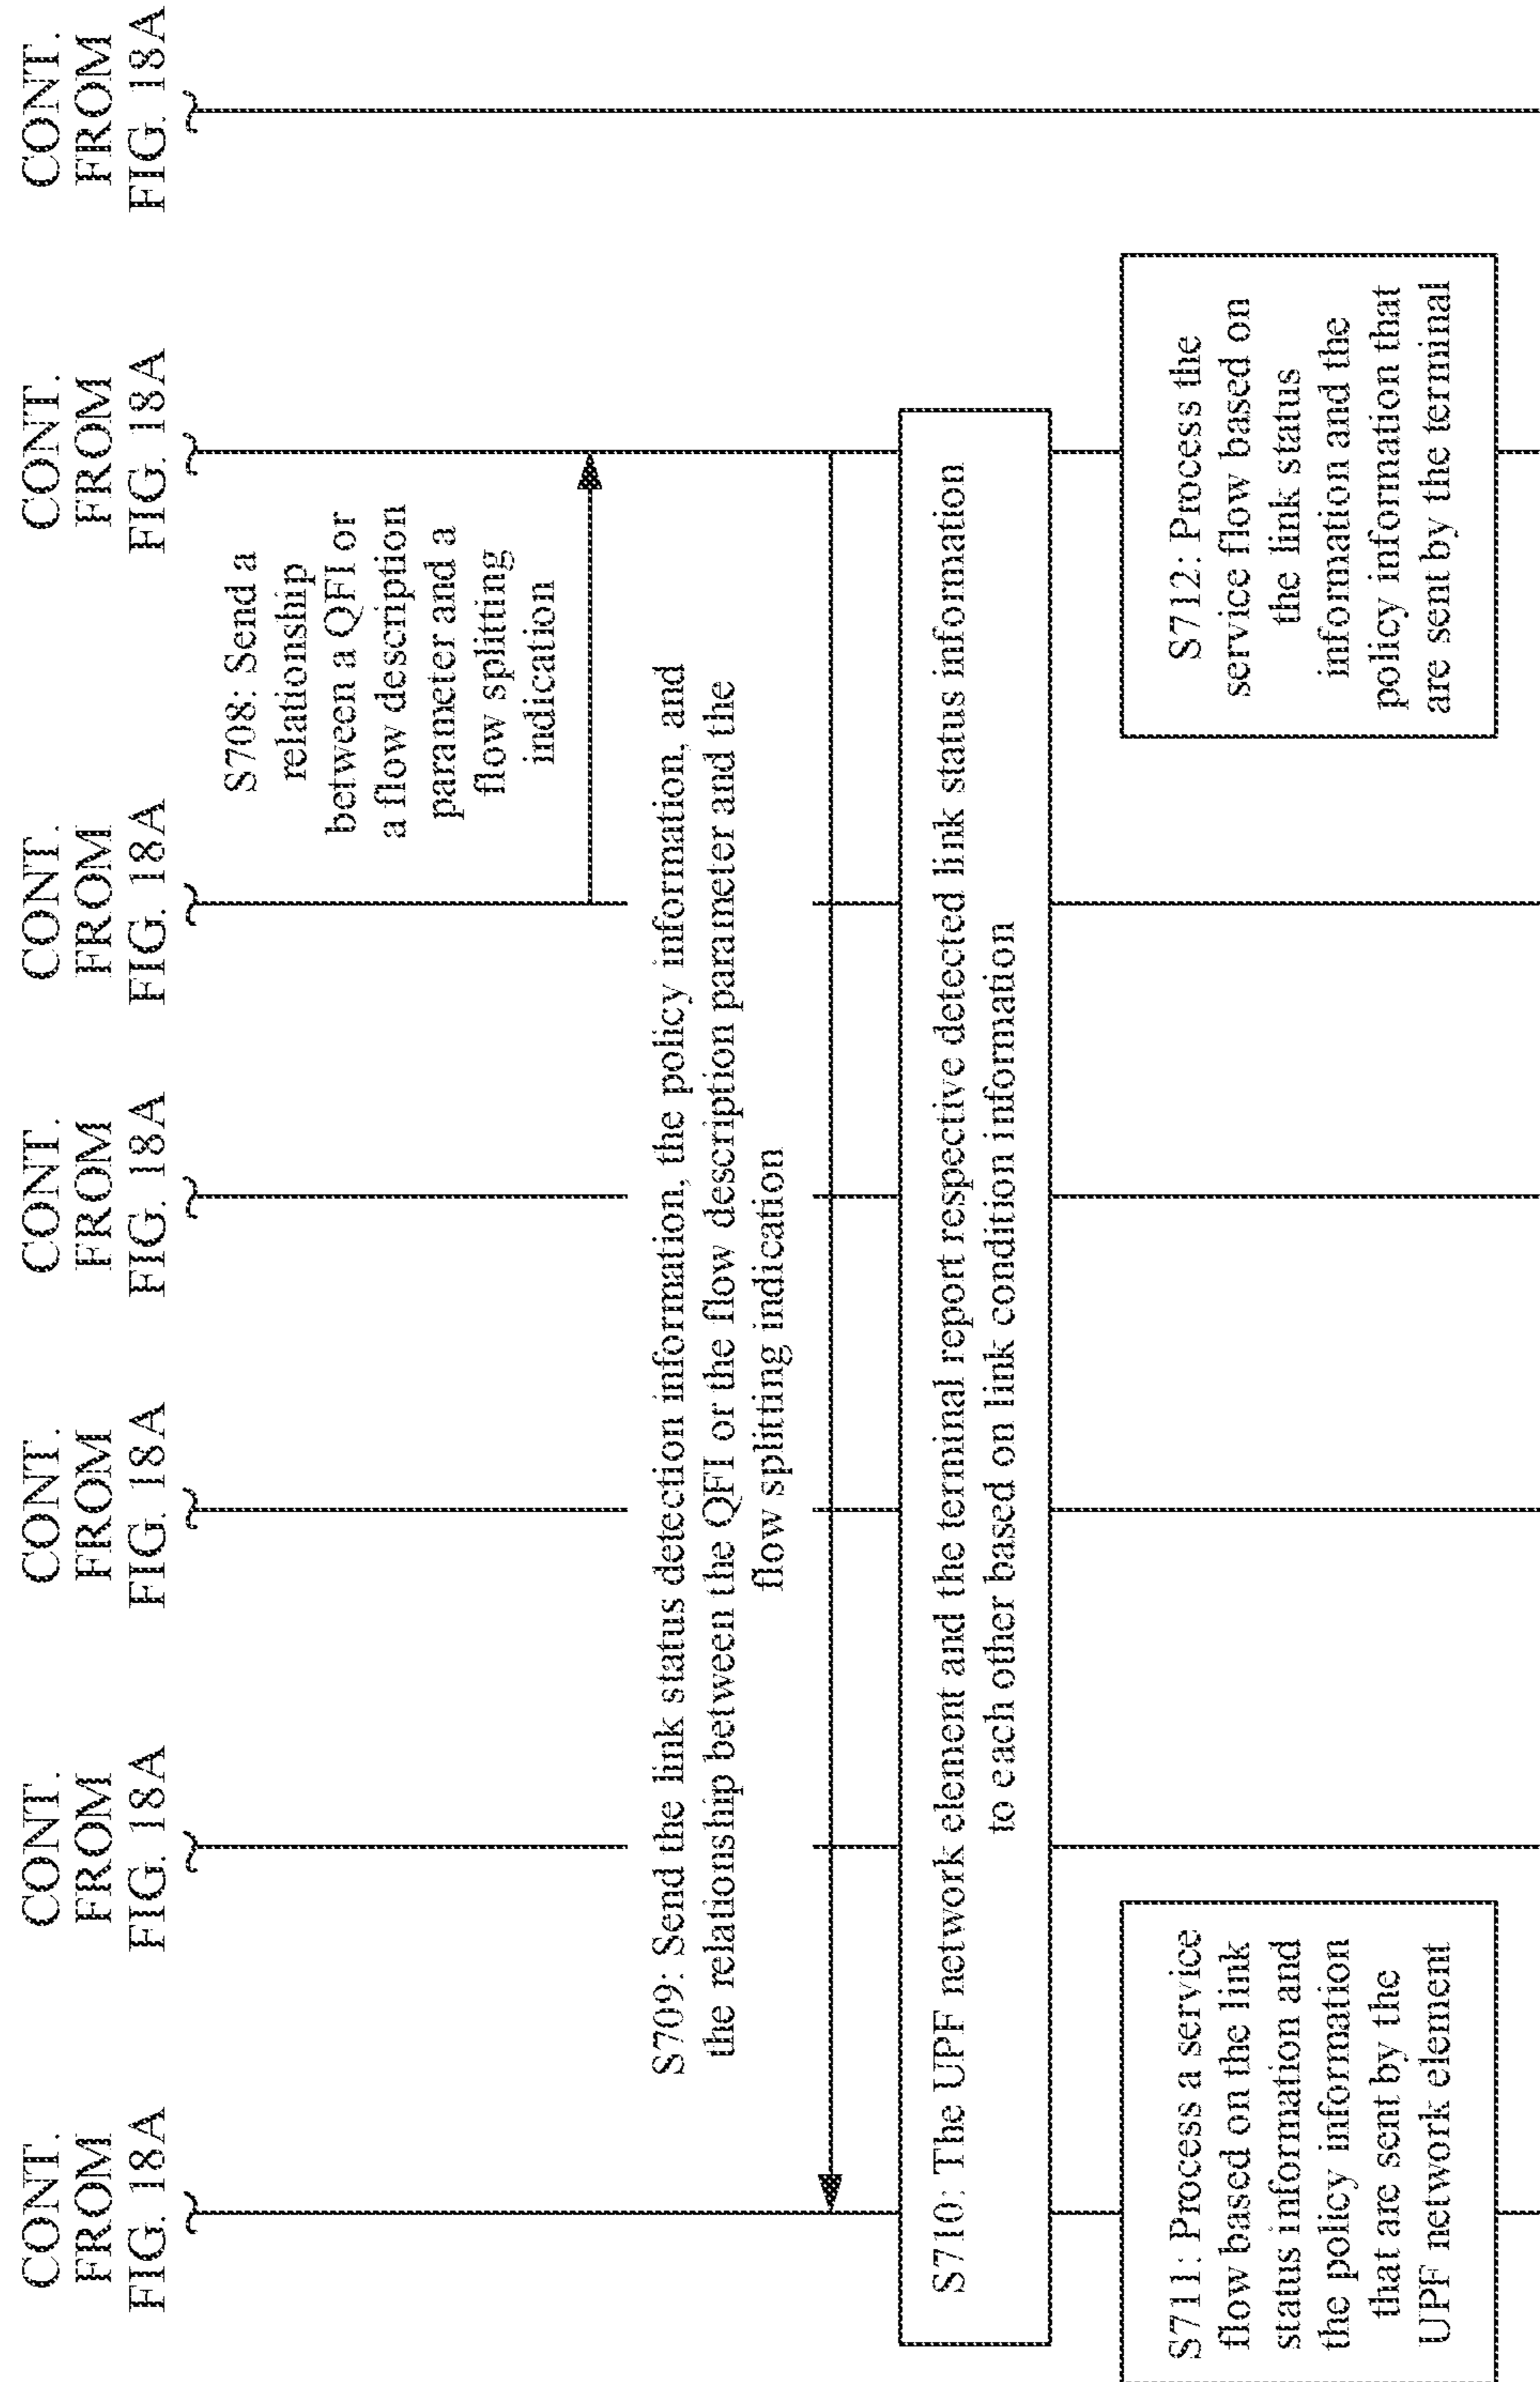 CONT.
FROM
FIG. 18A
CONT.
FROM
FIG. 18A
CONT.
FROM
FIG. 18A
CONT.
FROM
FIG. 18A
CONT.
FROM
FIG. 18A
CONT.
FROM
FIG. 18A
CONT.
FROM
FIG. 18A
S708: Send a
relationship
between a QFI or
a flow description
parameter and a
flow splitting
indication
S709: Send the link status detection information, the policy information, and
the relationship between the QFI or the flow description parameter and the
flow splitting indication
S710: The UPF network element and the terminal report respective detected link status information
to each other based on link condition information
S711: Process a service
flow based on the link
status information and
the policy information
that are sent by the
UPF network element
S712: Process the
service flow based on
the link status
information and the
policy information that
are sent by the terminal